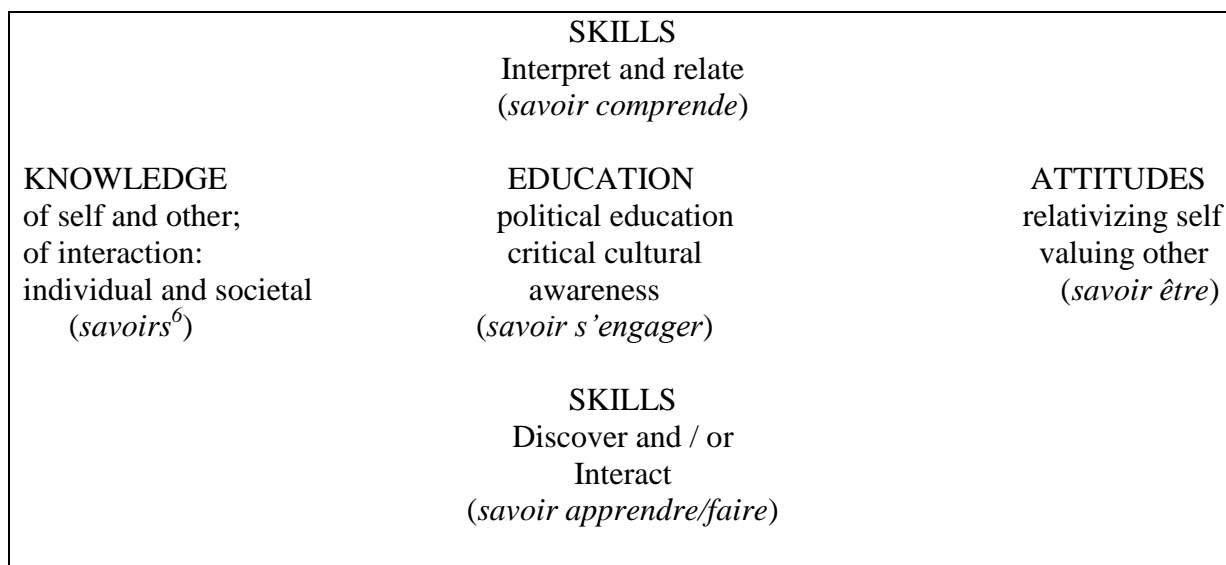 SKILLS
Interpret and relate
(savoir comprende)
KNOWLEDGE EDUCATION ATTITUDES
of self and other; political education relativizing self
of interaction: critical cultural valuing other
individual and societal awareness (savoir être)
(savoirs6) (savoir s’engager)
SKILLS
Discover and / or
Interact
(savoir apprendre/faire)